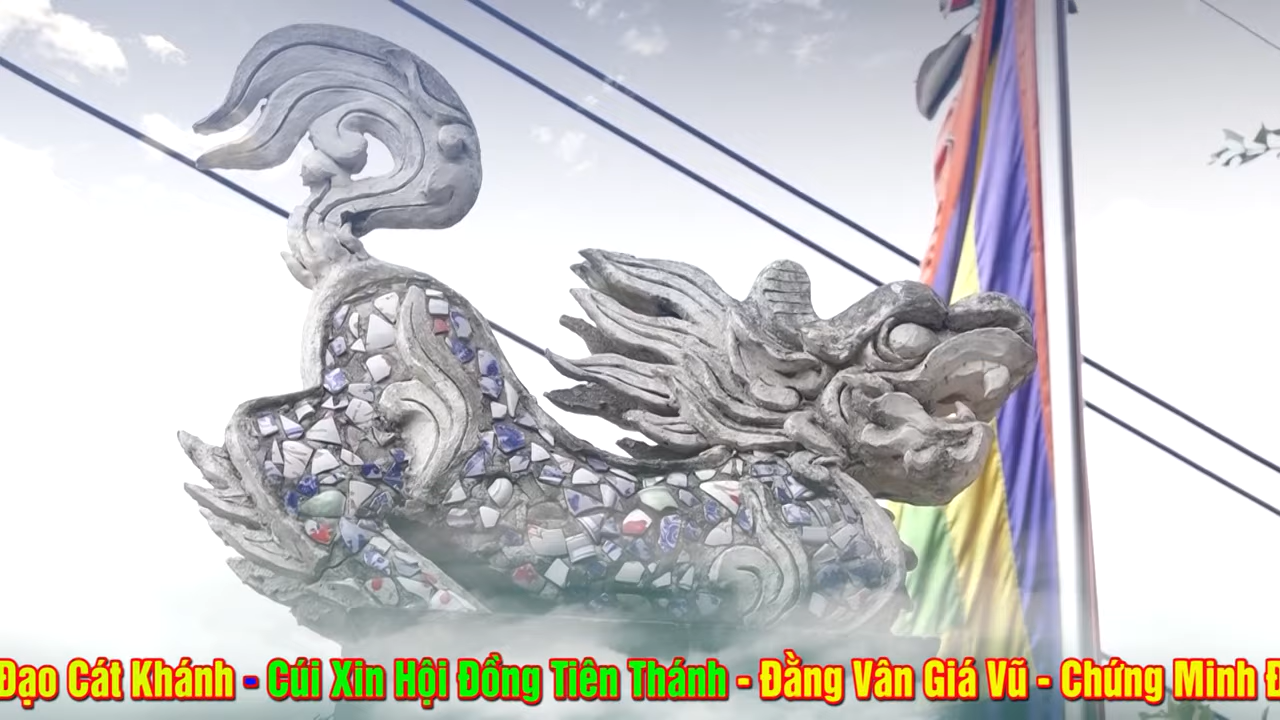 Đạo Cát Khánh - Cúi Xin Hội Đồng Tiên Thánh - Đằng Vân Giá Vũ - Chứng Minh Đ